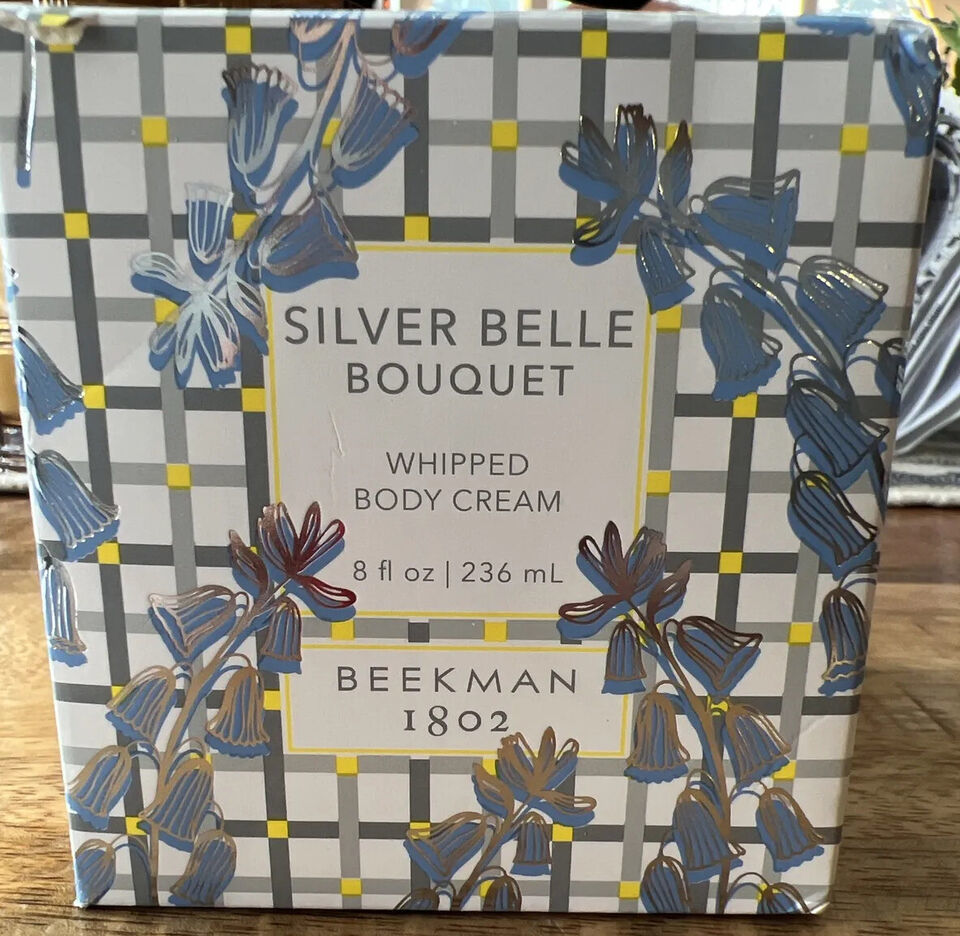 SILVER BELLE
BOUQUET
WHIPPED
BODY CREAM
8 fl oz | 236 mL
BEEKMAN
1802